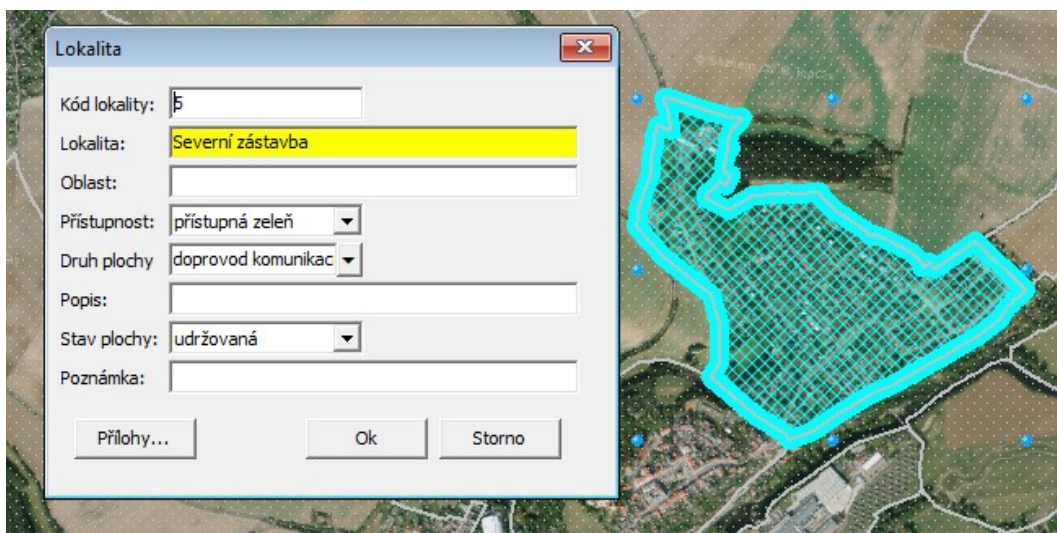 Lokalita
Kód lokality: 5
Lokalita: Severní zástavba
Oblast:
Přístupnost: přístupná zeleň
Druh plochy doprovod komunikac
Popis:
Stav plochy: udržovaná
Poznámka:
Přílohy... Ok Storno